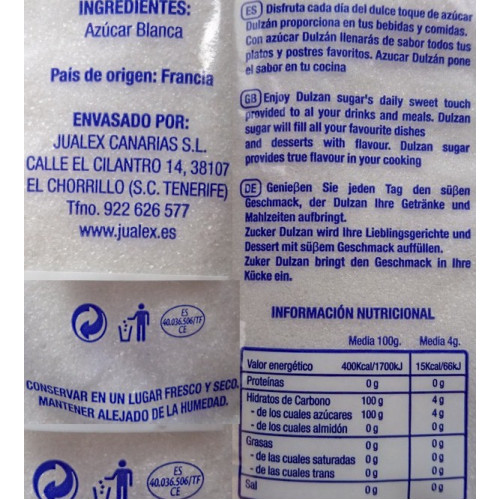 INGREDIENTES:
Azúcar Blanca
País de origen: Francia
ENVASADO POR:
JUALEX CANARIAS S.L.
CALLE EL CILANTRO 14, 38107
EL CHORRILLO (S.C. TENERIFE)
Tfno. 922 626 577
www.jualex.es
ES
40.036.506/TF
CE
CONSERVAR EN UN LUGAR FRESCO Y SECO.
MANTENER ALEJADO DE LA HUMEDAD.
ES
40.036.506/TF
CE
ES Disfruta cada día del dulce toque de azúcar
Dulzán proporciona en tus bebidas y comidas.
Con azúcar Dulzán llenarás de sabor todos tus
platos y postres favoritos. Azucar Dulzán pone
el sabor en tu cocina
GB Enjoy Dulzan sugar's daily sweet touch
provided to al your drinks and meals. Dulzan
sugar will fill all your favourite dishes
and desserts with flavour. Dulzan sugar
provides true flavour in your cooking
DE Genießen Sie jeden Tag den süßen
Geschmack, der Dulzan Ihre Getränke und
Mahlzeiten aufbringt.
Zucker Dulzan wird Ihre Lieblingsgerichte und
Dessert mit süßem Geschmack auffüllen.
Zuker Dulzan bringt den Geschmack in Ihre
Kücke ein.
INFORMACIÓN NUTRICIONAL
Media 100g. Media 4g.
Valor energético 400Kcal/1700kJ 15Kcal/66kJ
Proteínas 0 g 0 g
Hidratos de Carbono 100 g 4 g
- de los cuales azúcares 100 g 4 g
- de los cuales almidón 0 g 0 g
Grasas 0 g 0 g
- de las cuales saturadas 0 g 0 g
- de las cuales trans 0 g 0 g
Sal 0 g 0 g